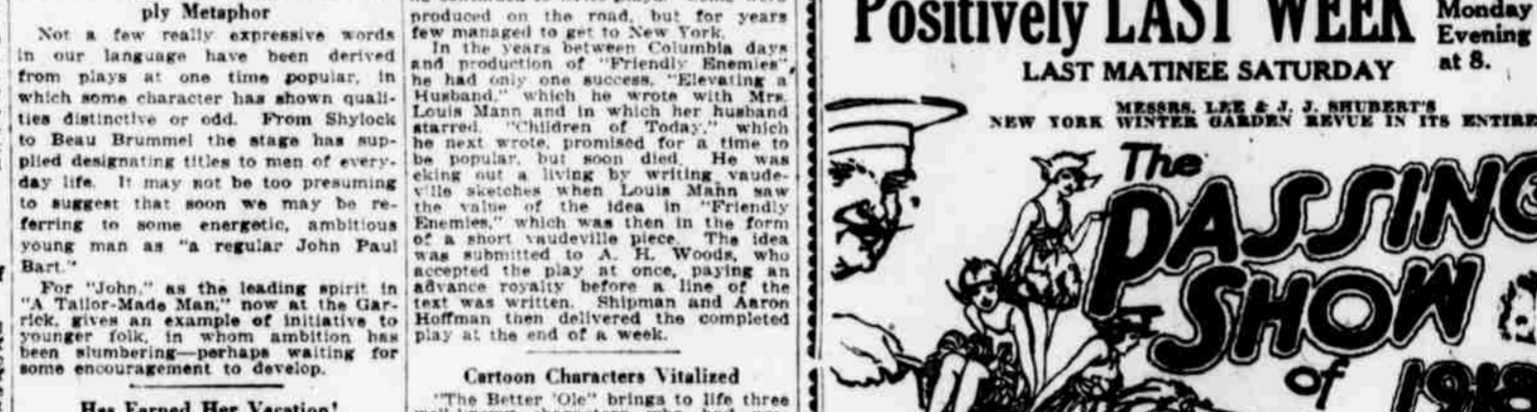 ply Metaphor
Not a few really expressive words
in our language have been derived
from plays at one time popular, in
which some character has shown quali-
ties distinctive or odd. From Shylock
to Beau Brummel the stage has sup-
plied designating titles to men of every-
day life. It may not be too presuming
to suggest that soon we may be re-
ferring to some energetic, ambitious
young man as "a regular John Paul
Bart."
For "John," as the leading spirit in
"A Tailor-Made Man," now at the Gar-
rick, gives an example of initiative to
younger folk, in whom ambition has
been slumbering—perhaps waiting for
some encouragement to develop.
Has Earned Her Vacation!
produced on the road, but for years
few managed to get to New York.
In the years between Columbia days
and production of "Friendly Enemies",
he had only one success, "Elevating a
Husband," which he wrote with Mrs.
Louis Mann and in which her husband
starred. "Children of Today," which
he next wrote, promised for a time to
be popular, but soon died. He was
eking out a living by writing vaude-
ville sketches when Louis Mann saw
the value of the idea in "Friendly
Enemies," which was then in the form
of a short vaudeville piece. The idea
was submitted to A. H. Woods, who
accepted the play at once, paying an
advance royalty before a line of the
text was written. Shipman and Aaron
Hoffman then delivered the completed
play at the end of a week.
Cartoon Characters Vitalized
"The Better 'Ole" brings to life three
Positively LAST WEEK
Monday
Evening
at 8.
LAST MATINEE SATURDAY
MESSRS. LEE & J. J. SHUBERT'S
NEW YORK WINTER GARDEN REVUE IN ITS ENTIRE
The
PASSING
SHOW
of 1918